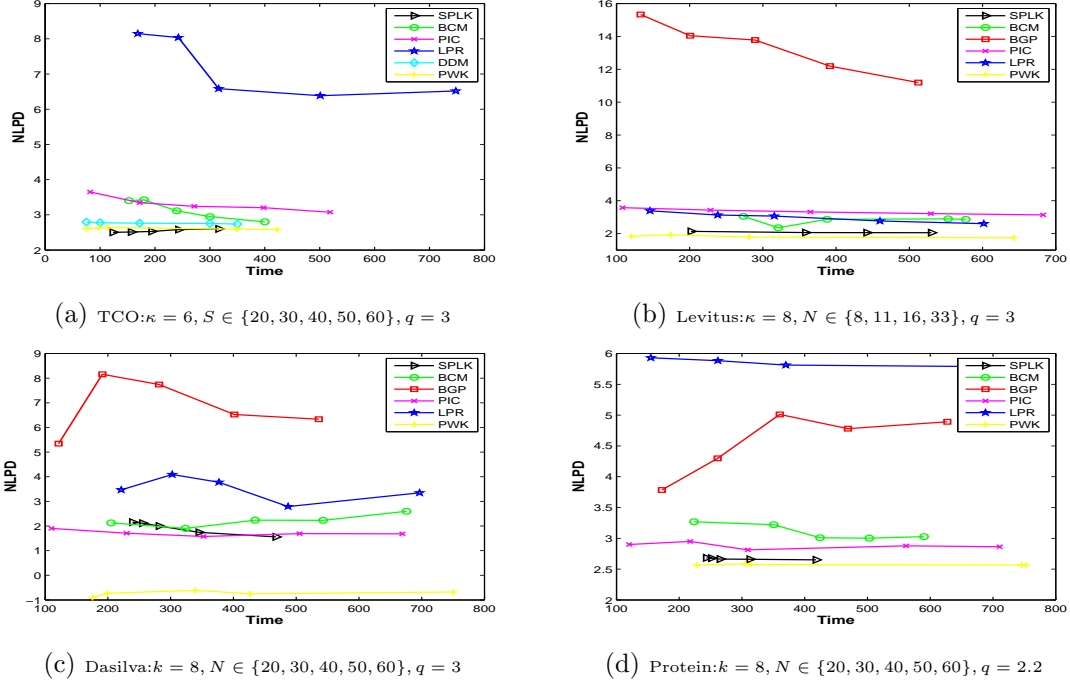 9
8
7
6
5
4
3
2
NLPD
0 100 200 300 400 500 600 700 800
Time
SPLK
BCM
PIC
LPR
DDM
PWK
(a) TCO:κ = 6, S ∈ {20, 30, 40, 50, 60}, q = 3
16
14
12
10
8
6
4
2
NLPD
100 200 300 400 500 600 700
Time
SPLK
BCM
BGP
PIC
LPR
PWK
(b) Levitus:κ = 8, N ∈ {8, 11, 16, 33}, q = 3
9
8
7
6
5
4
3
2
1
0
−1
NLPD
100 200 300 400 500 600 700 800
Time
SPLK
BCM
BGP
PIC
LPR
PWK
(c) Dasilva:k = 8, N ∈ {20, 30, 40, 50, 60}, q = 3
6
5.5
5
4.5
4
3.5
3
2.5
2
NLPD
100 200 300 400 500 600 700 800
Time
SPLK
BCM
BGP
PIC
LPR
PWK
(d) Protein:k = 8, N ∈ {20, 30, 40, 50, 60}, q = 2.2